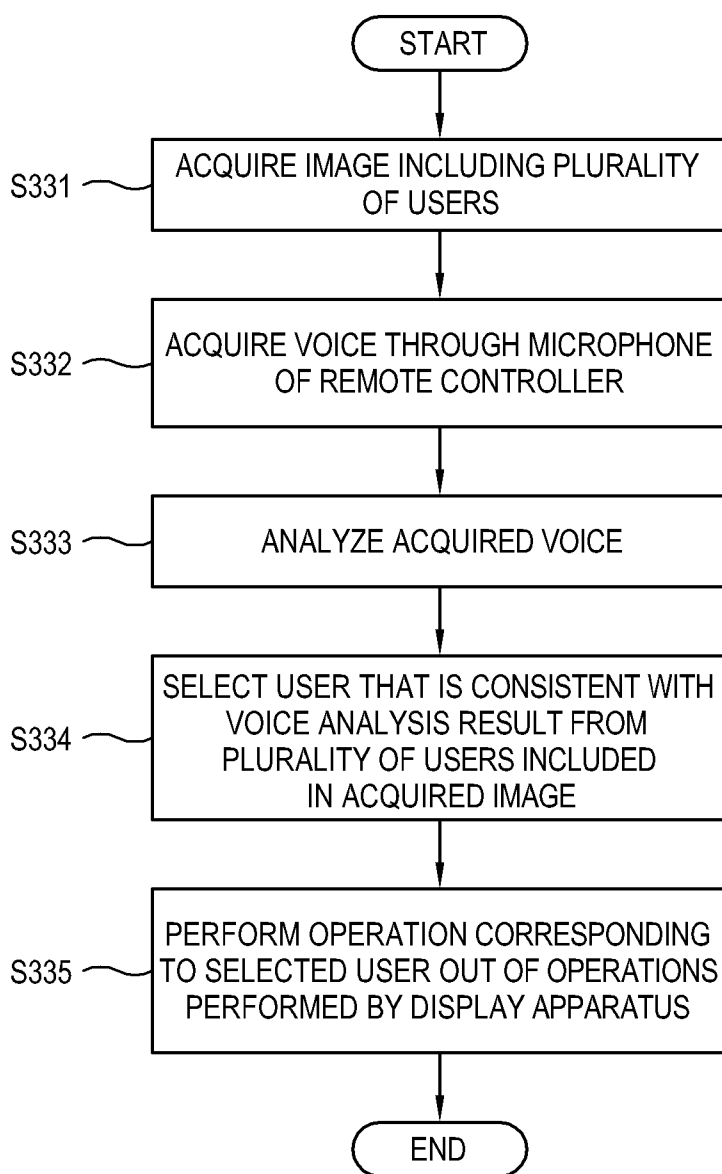 START
S331
ACQUIRE IMAGE INCLUDING PLURALITY
OF USERS
S332
ACQUIRE VOICE THROUGH MICROPHONE
OF REMOTE CONTROLLER
S333
ANALYZE ACQUIRED VOICE
S334
SELECT USER THAT IS CONSISTENT WITH
VOICE ANALYSIS RESULT FROM
PLURALITY OF USERS INCLUDED
IN ACQUIRED IMAGE
S335
PERFORM OPERATION CORRESPONDING
TO SELECTED USER OUT OF OPERATIONS
PERFORMED BY DISPLAY APPARATUS
END